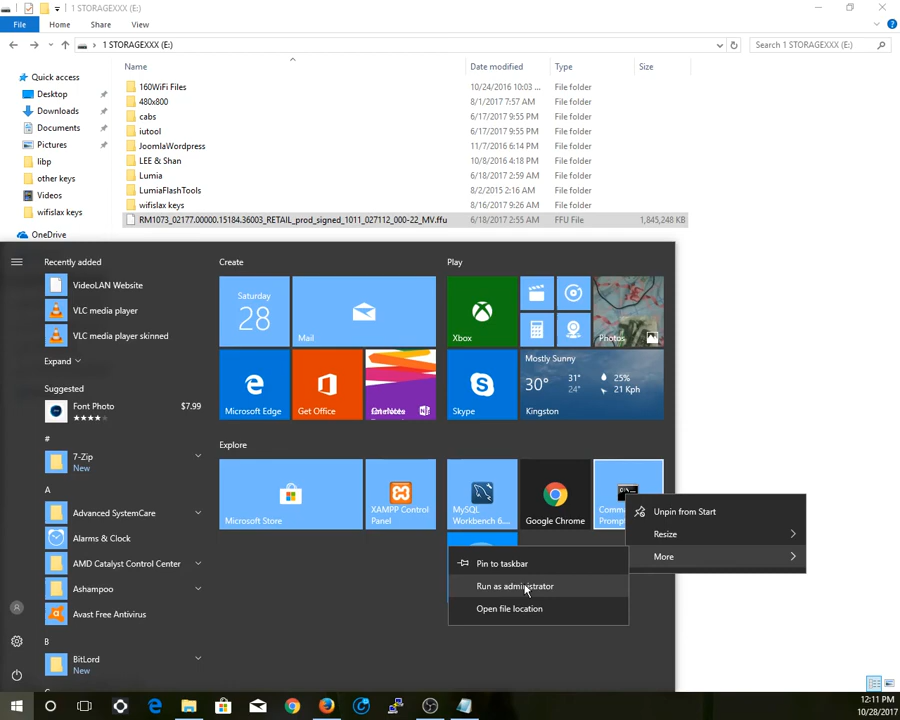 1 STORAGEXXX (E:)
File Home Share View
1 STORAGEXXX (E:)
Search 1 STORAGEXXX (E:)
Name Date modified Type Size
Quick access
Desktop
Downloads
Documents
Pictures
libp
other keys
Videos
wifislax keys
OneDrive
160WiFi Files 10/24/2016 10:03 ... File folder
480x800 8/1/2017 7:57 AM File folder
cabs 6/17/2017 9:55 PM File folder
iutool 6/17/2017 9:55 PM File folder
JoomlaWordpress 11/7/2016 6:14 PM File folder
LEE & Shan 10/8/2016 4:18 PM File folder
Lumia 6/18/2017 2:59 AM File folder
LumiaFlashTools 8/2/2015 2:16 AM File folder
wifislax keys 8/16/2017 9:26 AM File folder
RM1073_02177.00000.15184.36003_RETAIL_prod_signed_1011_027112_000-22_MV.ffu 6/18/2017 2:55 AM FFU File 1,845,248 KB
Recently added
VideoLAN Website
VLC media player
VLC media player skinned
Expand
Suggested
Font Photo $7.99
#
7-Zip
New
A
Advanced SystemCare
Alarms & Clock
AMD Catalyst Control Center
Ashampoo
Avast Free Antivirus
B
BitLord
New
Create
Saturday
28
Mail
Microsoft Edge
Get Office
OneNote
Play
Xbox
Photos
Skype
Mostly Sunny
30° 31° 24° 25% 21 Kph
Kingston
Explore
Microsoft Store
XAMPP Control
Panel
MySQL
Workbench 6....
Google Chrome
Prompt
Unpin from Start
Resize
More
Pin to taskbar
Run as administrator
Open file location
12:11 PM
10/28/2017